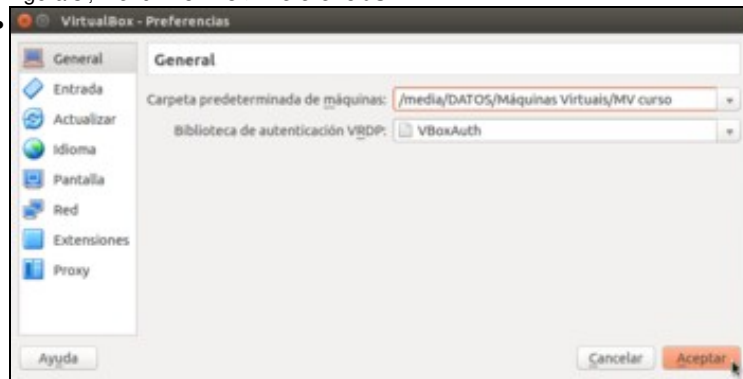 VirtualBox - Preferencias
General
Entrada
Actualizar
Idioma
Pantalla
Red
Extensiones
Proxy
General
Carpeta predeterminada de máquinas: /media/DATOS/Máquinas Virtuais/MV curso
Biblioteca de autenticación VRDP: VBoxAuth
Ayuda
Cancelar
Aceptar